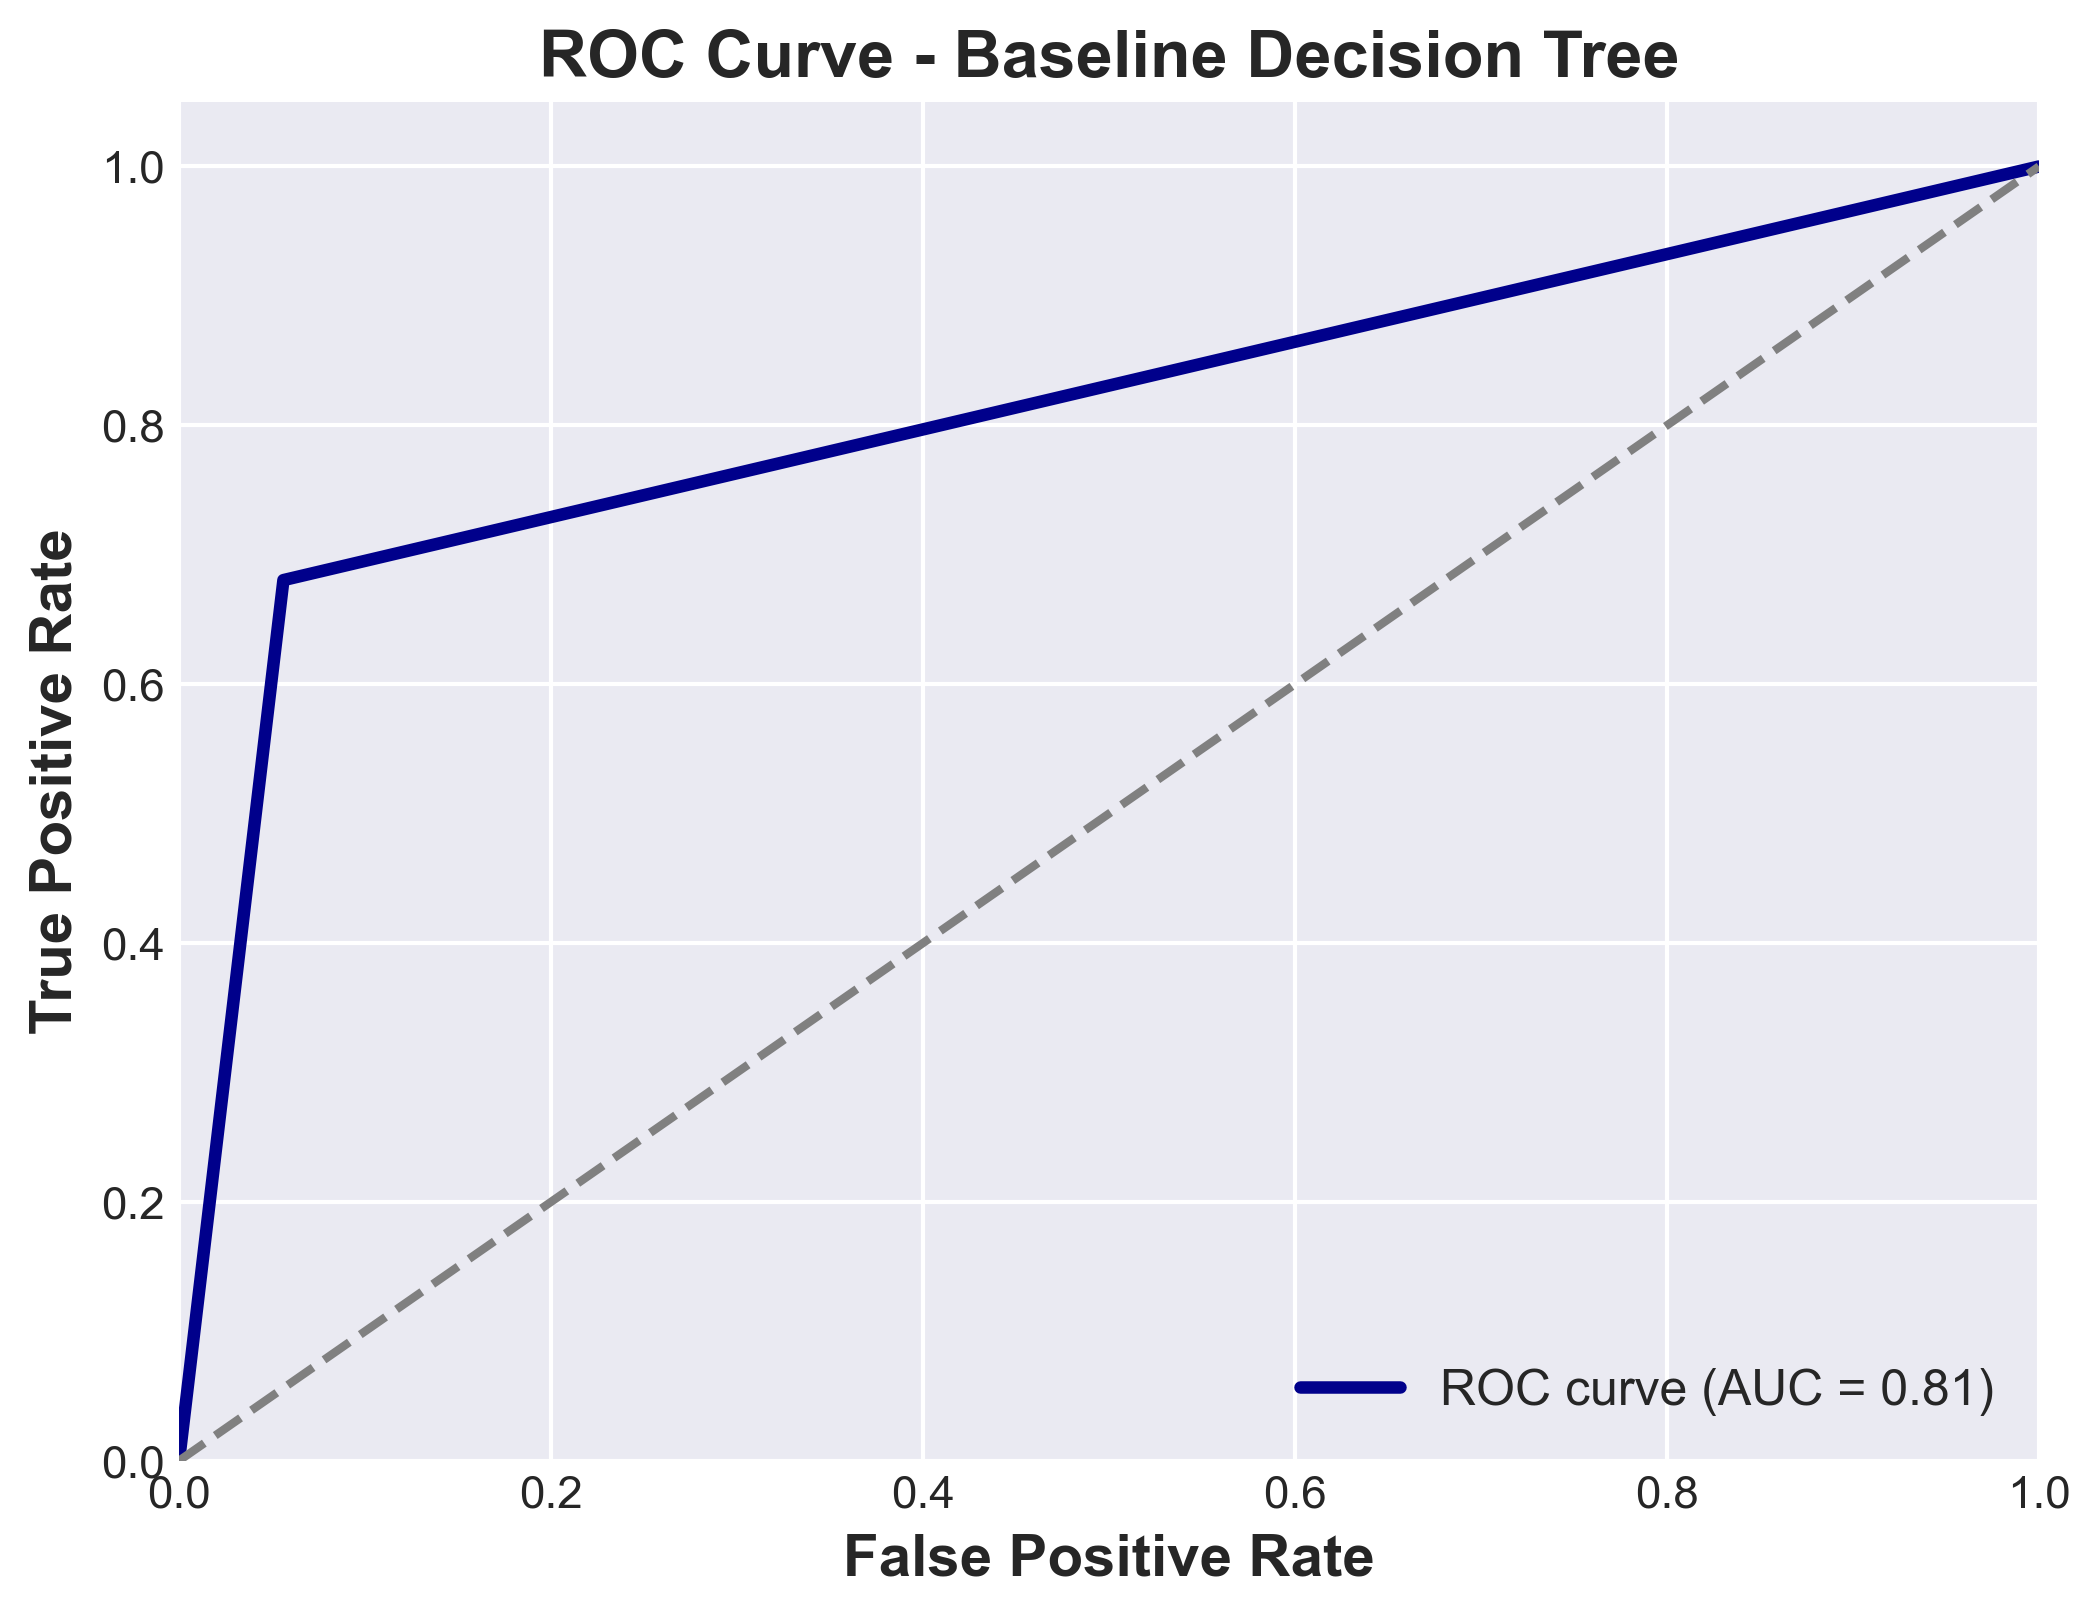 ROC Curve - Baseline Decision Tree
True Positive Rate
1.0
0.8
0.6
0.4
0.2
0.0
0.0 0.2 0.4 0.6 0.8 1.0
False Positive Rate
ROC curve (AUC = 0.81)